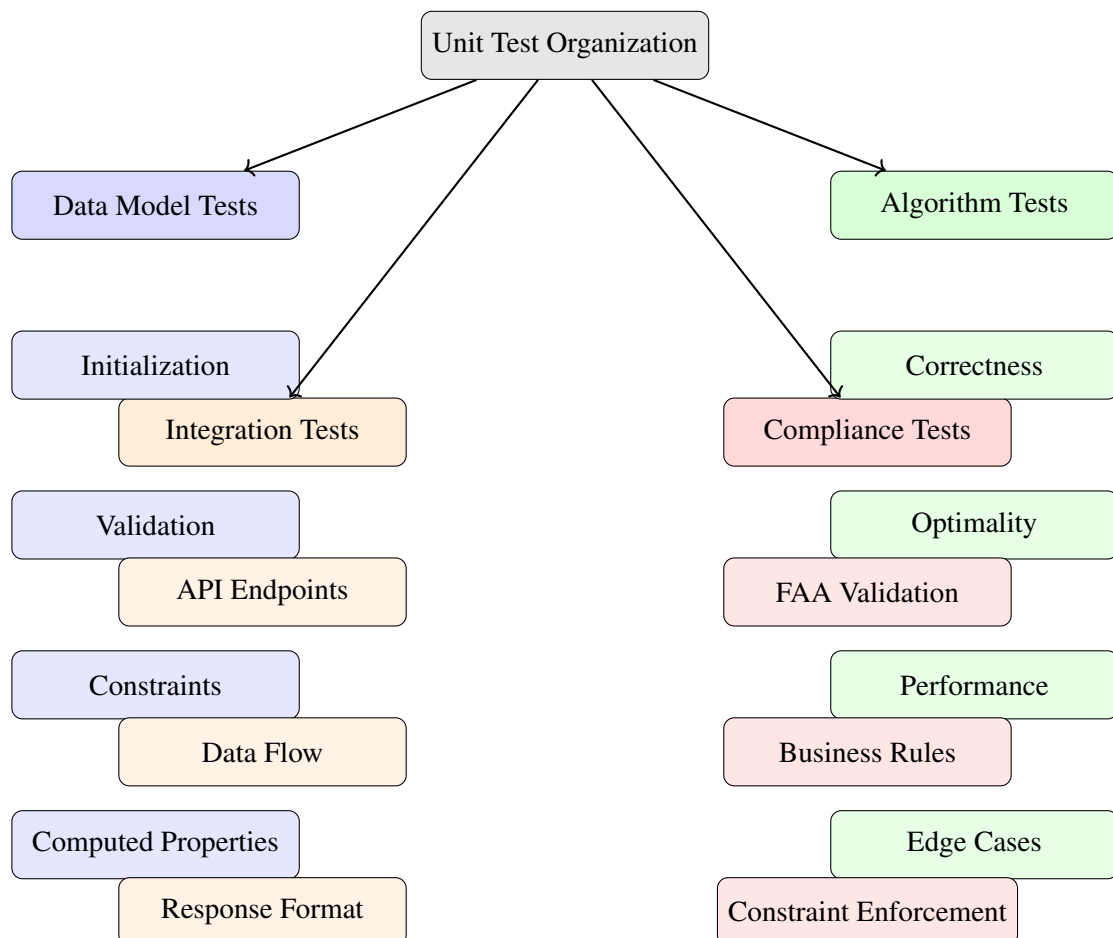 Unit Test Organization
Data Model Tests
Algorithm Tests
Initialization
Correctness
Integration Tests
Compliance Tests
Validation
Optimality
API Endpoints
FAA Validation
Constraints
Performance
Data Flow
Business Rules
Computed Properties
Edge Cases
Response Format
Constraint Enforcement